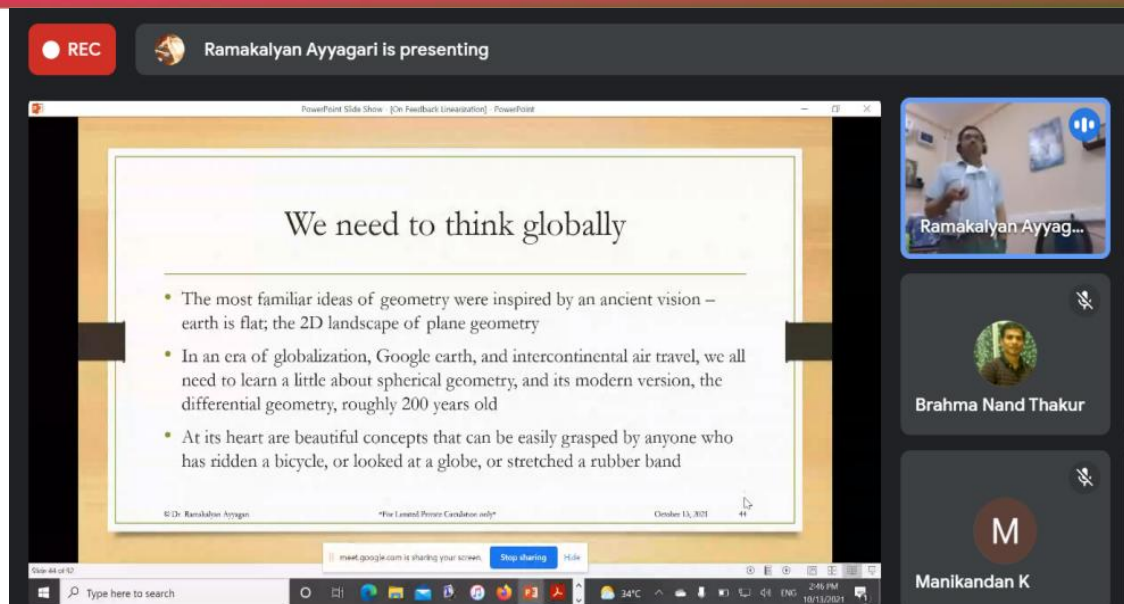 REC
Ramakalyan Ayyagari is presenting
PowerPoint Slide Show - [On Feedback Linearization] - PowerPoint
We need to think globally
• The most familiar ideas of geometry were inspired by an ancient vision –
earth is flat; the 2D landscape of plane geometry
• In an era of globalization, Google earth, and intercontinental air travel, we all
need to learn a little about spherical geometry, and its modern version, the
differential geometry, roughly 200 years old
• At its heart are beautiful concepts that can be easily grasped by anyone who
has ridden a bicycle, or looked at a globe, or stretched a rubber band
© Dr. Ramakalyan Ayyagari
*For Limited Private Circulation only*
October 13, 2021
44
meet.google.com is sharing your screen.
Stop sharing
Hide
Slide 44 of
Type here to search
34°C
ENG
2:46 PM
10/13/2021
Ramakalyan Ayyag...
Brahma Nand Thakur
M
Manikandan K